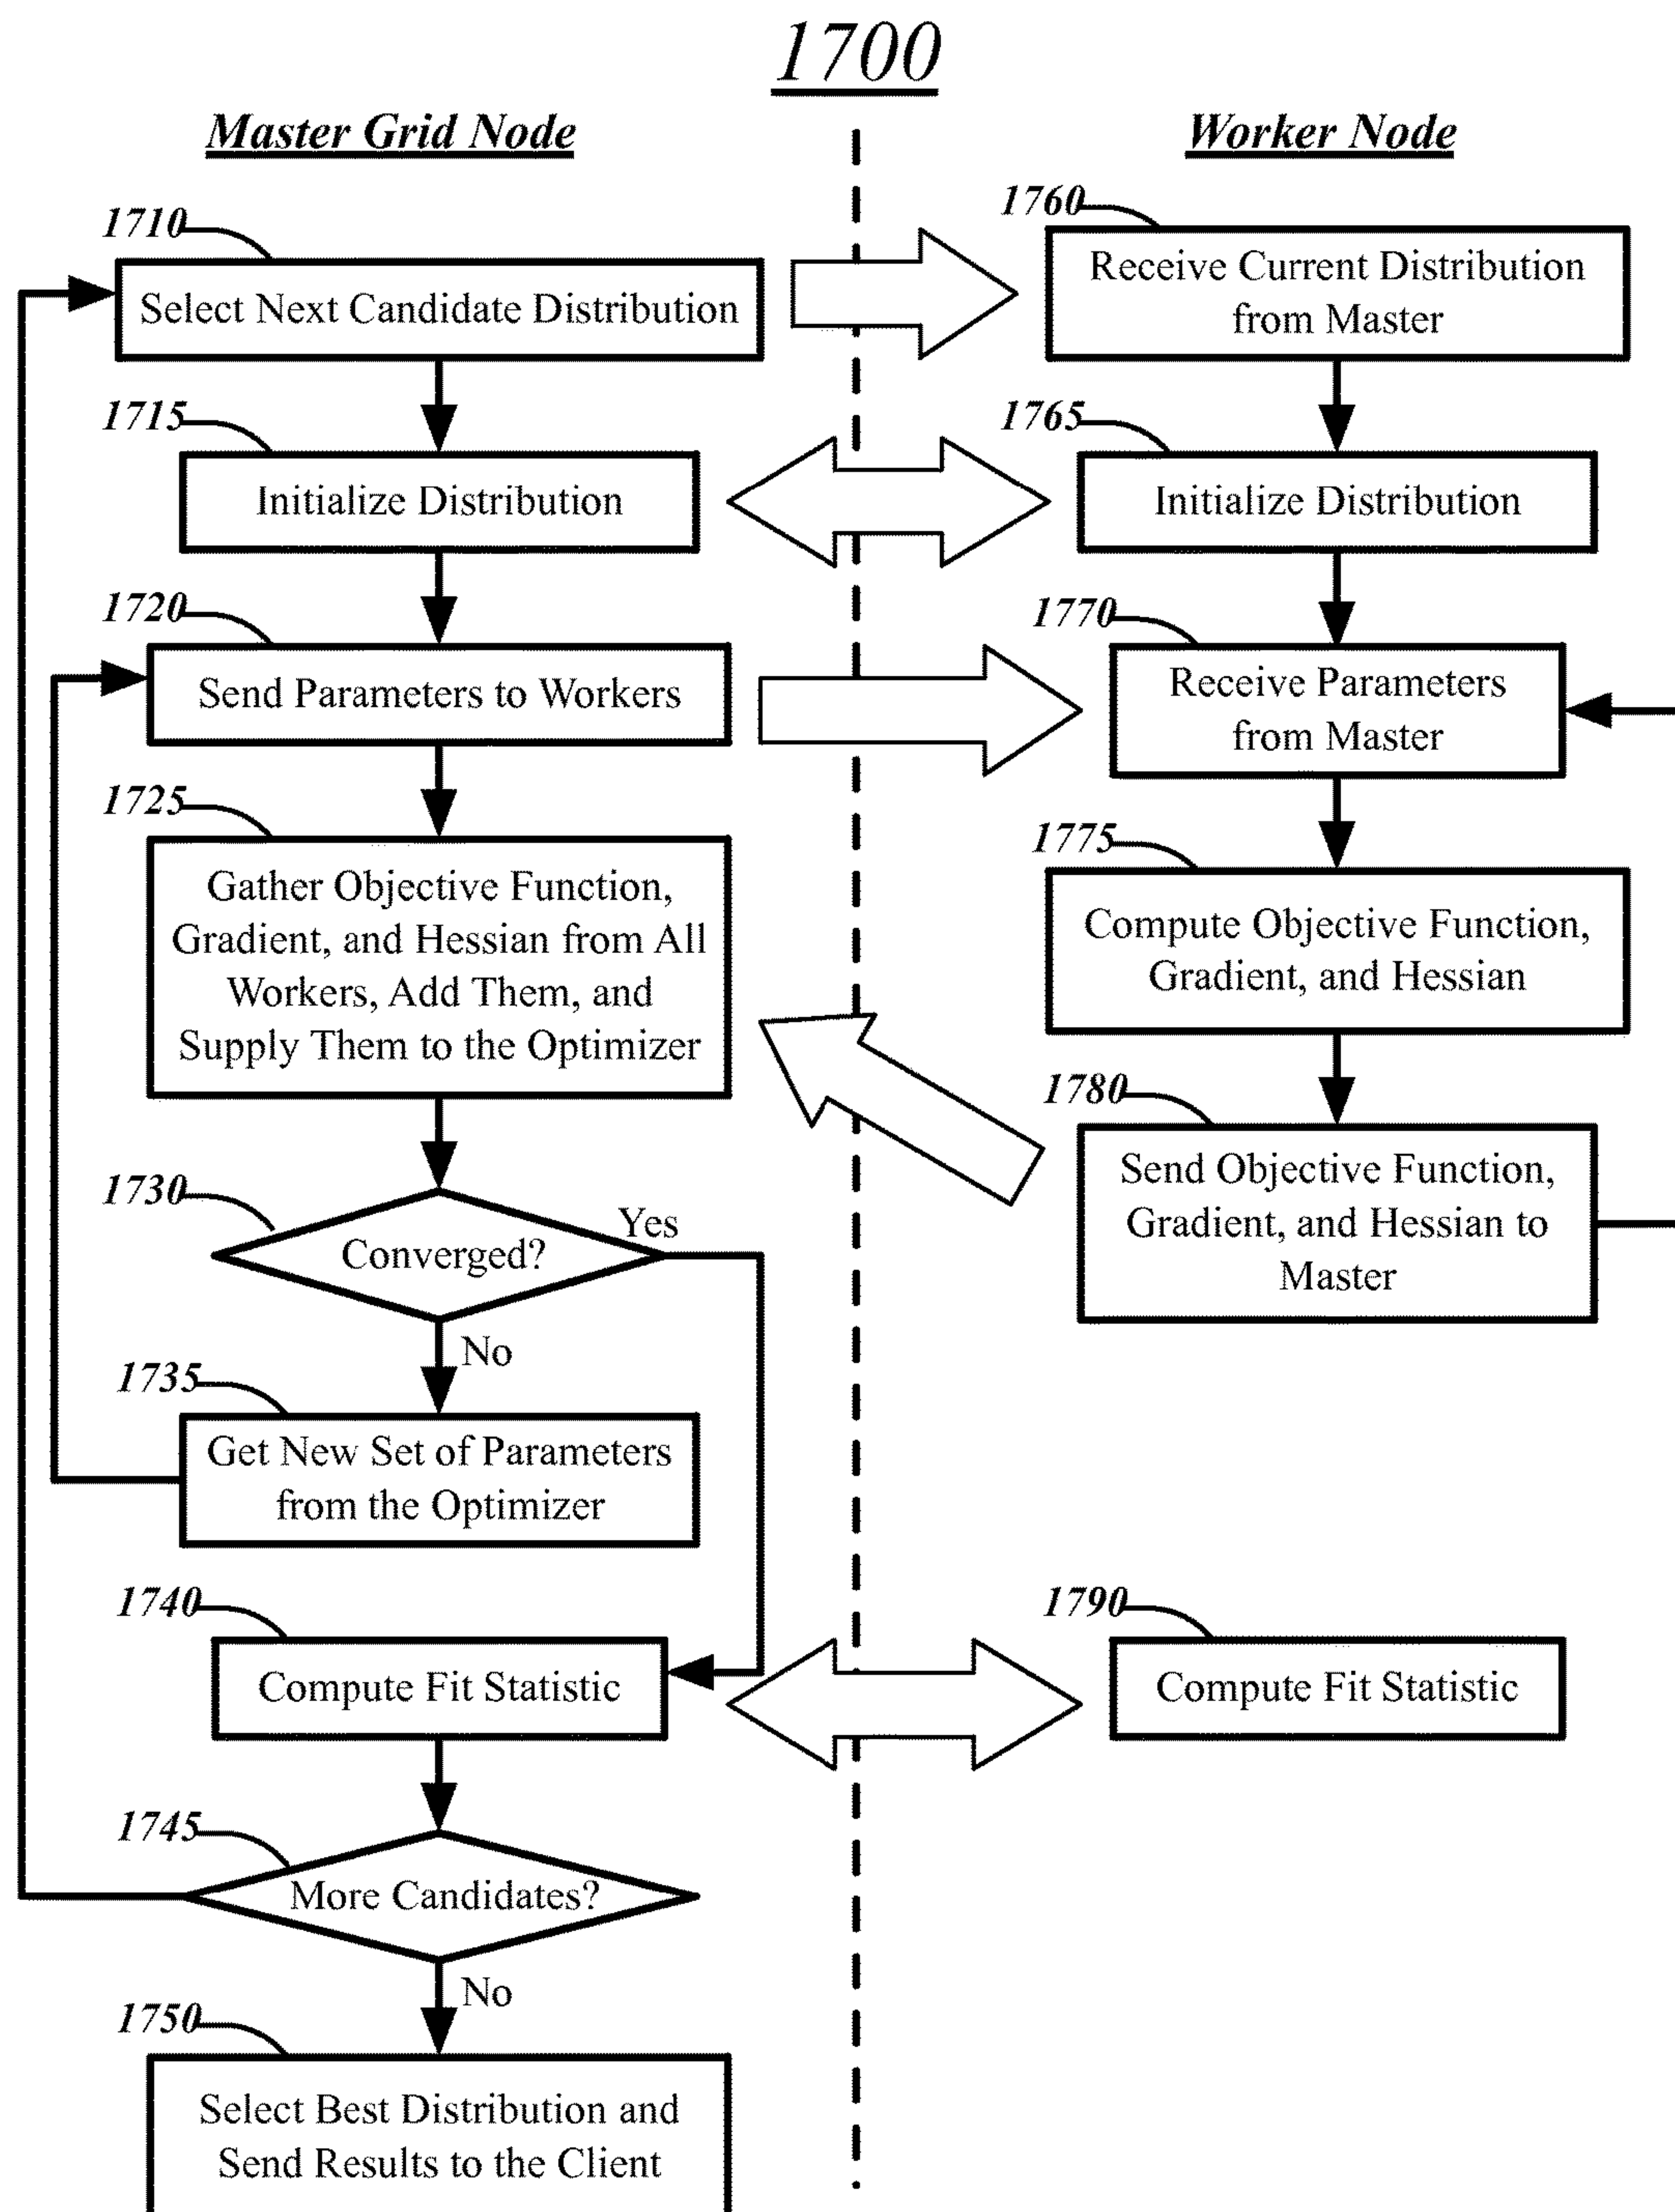 1700
Master Grid Node
Worker Node
1710
Select Next Candidate Distribution
1760
Receive Current Distribution
from Master
1715
Initialize Distribution
1765
Initialize Distribution
1720
Send Parameters to Workers
1770
Receive Parameters
from Master
1725
Gather Objective Function,
Gradient, and Hessian from All
Workers, Add Them, and
Supply Them to the Optimizer
1775
Compute Objective Function,
Gradient, and Hessian
1780
Send Objective Function,
Gradient, and Hessian to
Master
1730
Converged?
Yes
No
1735
Get New Set of Parameters
from the Optimizer
1740
Compute Fit Statistic
1790
Compute Fit Statistic
1745
More Candidates?
No
1750
Select Best Distribution and
Send Results to the Client